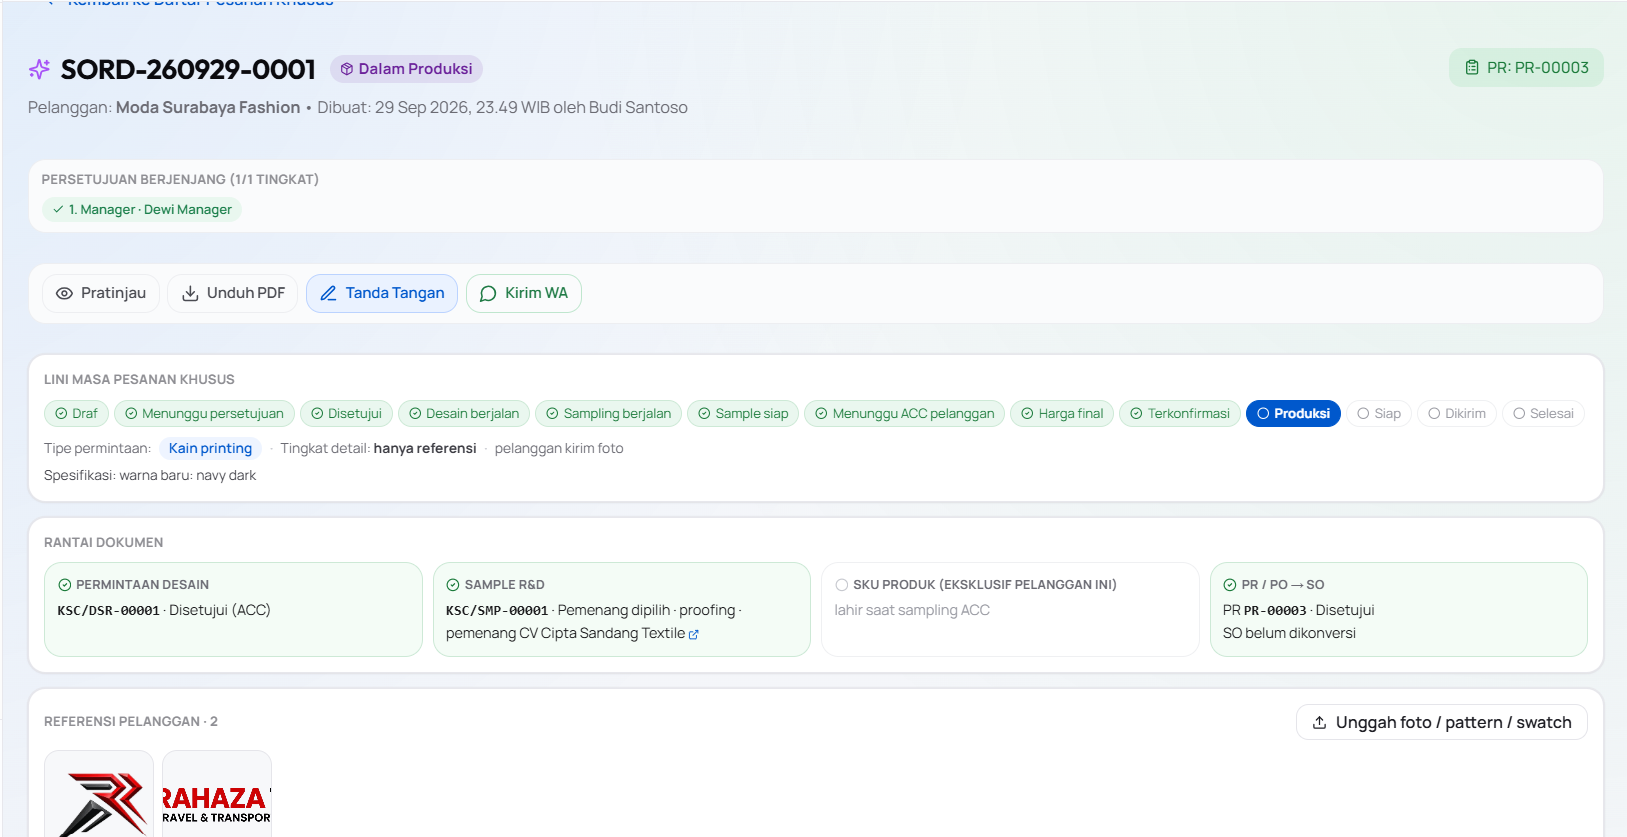 Kembali ke Daftar Pesanan Khusus
SORD-260929-0001
Dalam Produksi
PR: PR-00003
Pelanggan: Moda Surabaya Fashion • Dibuat: 29 Sep 2026, 23.49 WIB oleh Budi Santoso
PERSETUJUAN BERJENJANG (1/1 TINGKAT)
1. Manager · Dewi Manager
Pratinjau
Unduh PDF
Tanda Tangan
Kirim WA
LINI MASA PESANAN KHUSUS
Draf
Menunggu persetujuan
Disetujui
Desain berjalan
Sampling berjalan
Sample siap
Menunggu ACC pelanggan
Harga final
Terkonfirmasi
Produksi
Siap
Dikirim
Selesai
Tipe permintaan: Kain printing · Tingkat detail: hanya referensi · pelanggan kirim foto
Spesifikasi: warna baru: navy dark
RANTAI DOKUMEN
PERMINTAAN DESAIN
KSC/DSR-00001 · Disetujui (ACC)
SAMPLE R&D
KSC/SMP-00001 · Pemenang dipilih · proofing ·
pemenang CV Cipta Sandang Textile
SKU PRODUK (EKSKLUSIF PELANGGAN INI)
lahir saat sampling ACC
PR / PO → SO
PR PR-00003 · Disetujui
SO belum dikonversi
REFERENSI PELANGGAN · 2
Unggah foto / pattern / swatch
RAHAZA
RAVEL & TRANSPOR